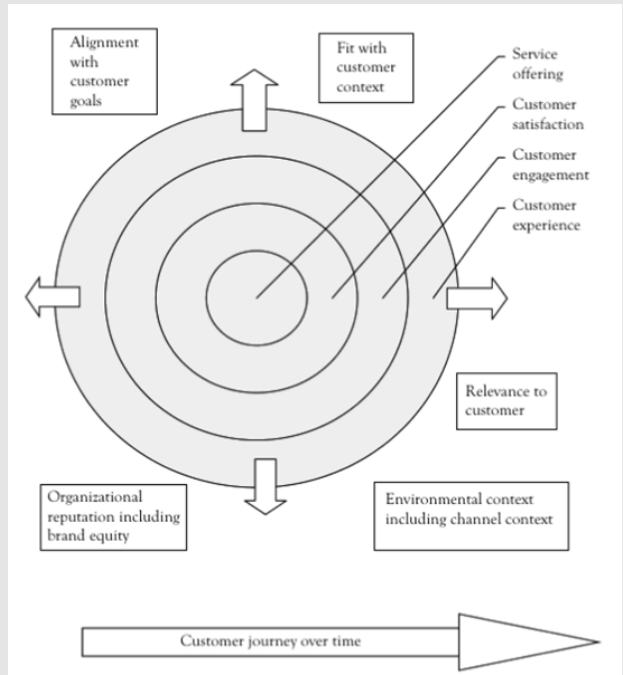 Alignment
with
customer
goals
Fit with
customer
context
Service
offering
Customer
satisfaction
Customer
engagement
Customer
experience
Relevance to
customer
Organizational
reputation including
brand equity
Environmental context
including channel context
Customer journey over time